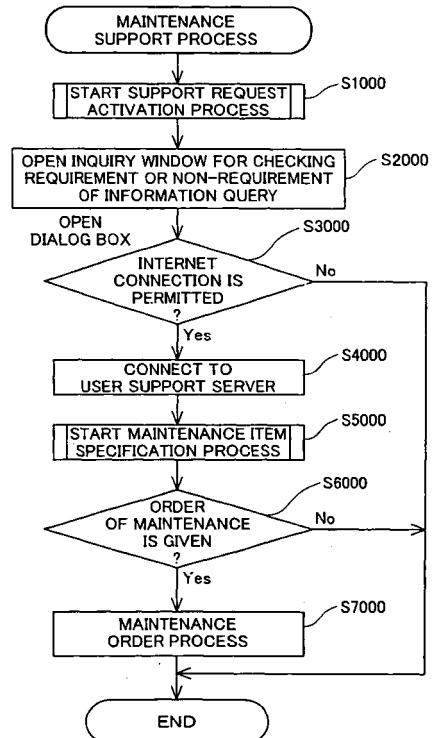 MAINTENANCE
SUPPORT PROCESS
START SUPPORT REQUEST
ACTIVATION PROCESS
S1000
OPEN INQUIRY WINDOW FOR CHECKING
REQUIREMENT OR NON-REQUIREMENT
OF INFORMATION QUERY
S2000
OPEN
DIALOG BOX
S3000
INTERNET
CONNECTION IS
PERMITTED
?
No
Yes
CONNECT TO
USER SUPPORT SERVER
S4000
START MAINTENANCE ITEM
SPECIFICATION PROCESS
S5000
ORDER
OF MAINTENANCE
IS GIVEN
?
S6000
No
Yes
MAINTENANCE
ORDER PROCESS
S7000
END